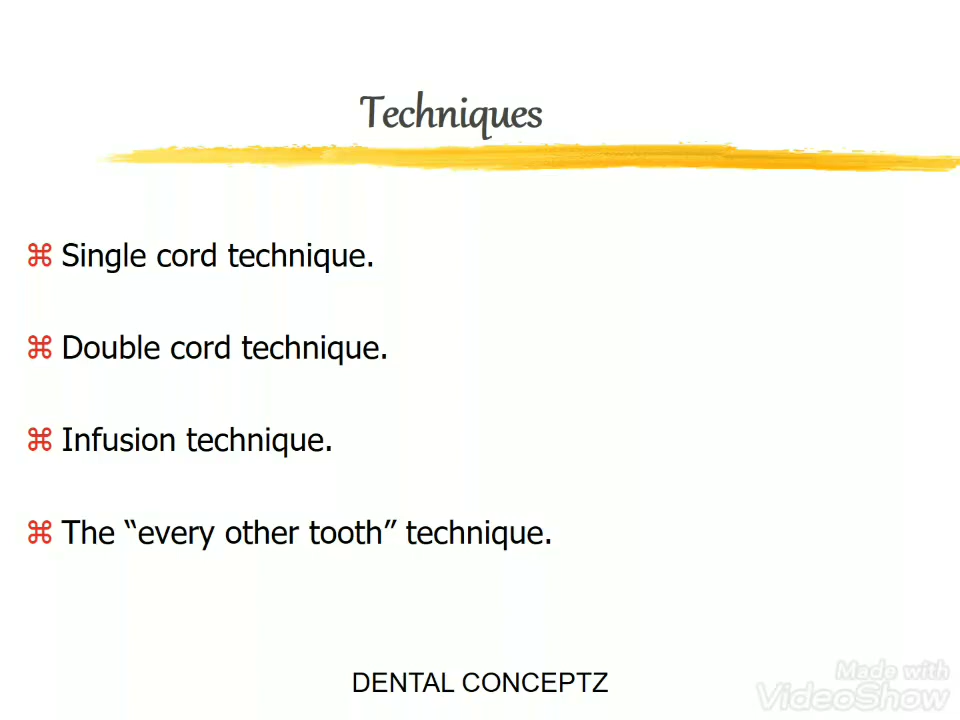 Techniques
⌘ Single cord technique.
⌘ Double cord technique.
⌘ Infusion technique.
⌘ The “every other tooth” technique.
DENTAL CONCEPTZ
Made with
VideoShow